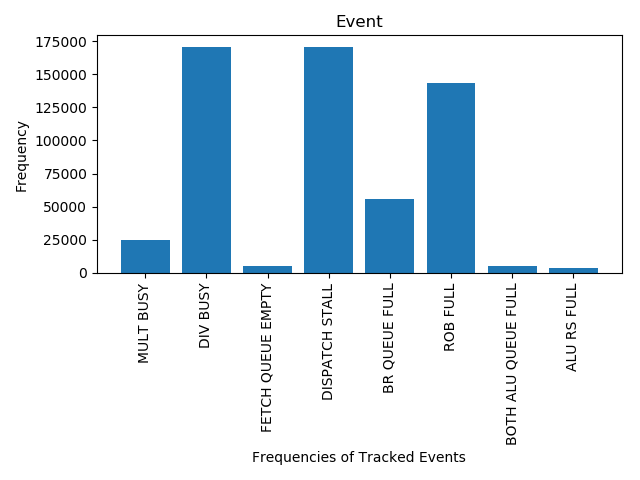 Event
Frequency
175000
150000
125000
100000
75000
50000
25000
0
MULT BUSY
DIV BUSY
FETCH QUEUE EMPTY
DISPATCH STALL
BR QUEUE FULL
ROB FULL
BOTH ALU QUEUE FULL
ALU RS FULL
Frequencies of Tracked Events